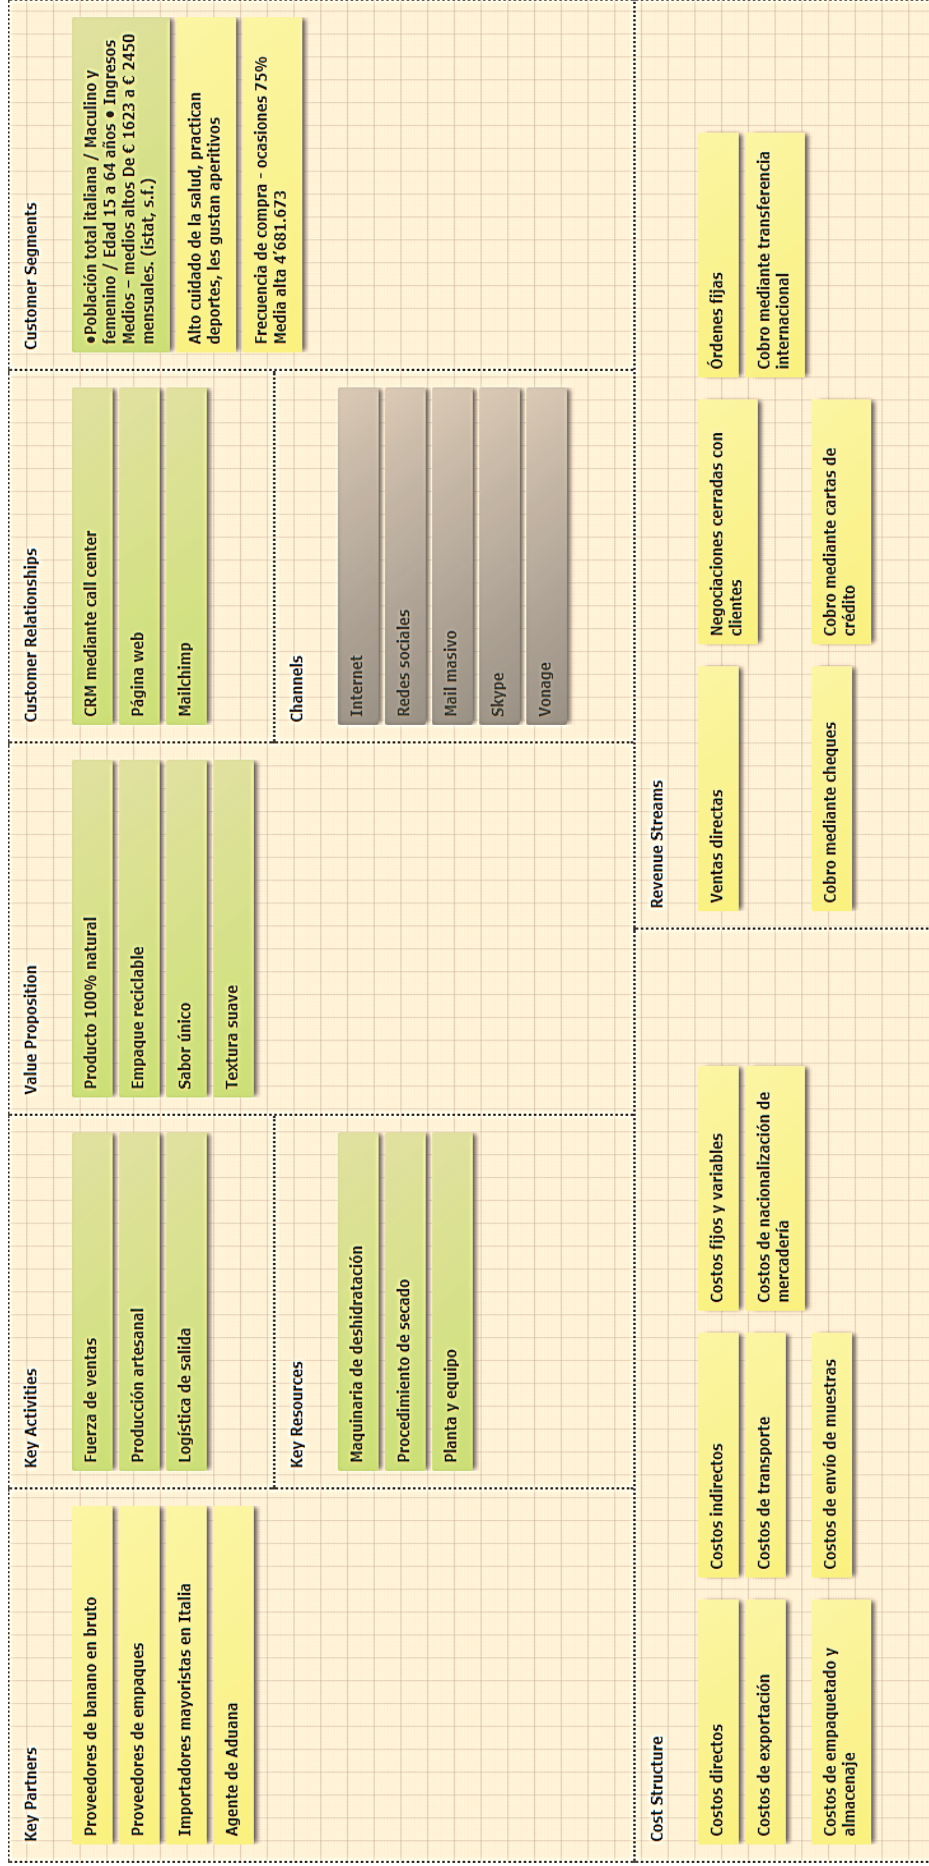 Key Partners
Proveedores de banano en bruto
Proveedores de empaques
Importadores mayoristas en Italia
Agente de Aduana
Key Activities
Fuerza de ventas
Producción artesanal
Logística de salida
Key Resources
Maquinaria de deshidratación
Procedimiento de secado
Planta y equipo
Value Proposition
Producto 100% natural
Empaque reciclable
Sabor único
Textura suave
Customer Relationships
CRM mediante call center
Página web
Mailchimp
Channels
Internet
Redes sociales
Mail masivo
Skype
Vonage
Customer Segments
•Población total italiana / Maculino y
femenino / Edad 15 a 64 años • Ingresos
Medios – medios altos De € 1623 a € 2450
mensuales. (istat, s.f.)
Alto cuidado de la salud, practican
deportes, les gustan aperitivos
Frecuencia de compra - ocasiones 75%
Media alta 4'681.673
Cost Structure
Costos directos
Costos indirectos
Costos fijos y variables
Costos de exportación
Costos de transporte
Costos de nacionalización de
mercadería
Costos de empaquetado y
almacenaje
Costos de envío de muestras
Revenue Streams
Ventas directas
Negociaciones cerradas con
clientes
Órdenes fijas
Cobro mediante transferencia
internacional
Cobro mediante cheques
Cobro mediante cartas de
crédito